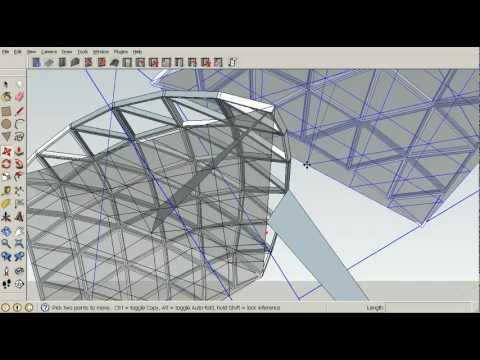 File Edit View Camera Draw Tools Window Plugins Help
Pick two points to move. Ctrl = toggle Copy, Alt = toggle Auto-fold, hold Shift = lock inference.
Length